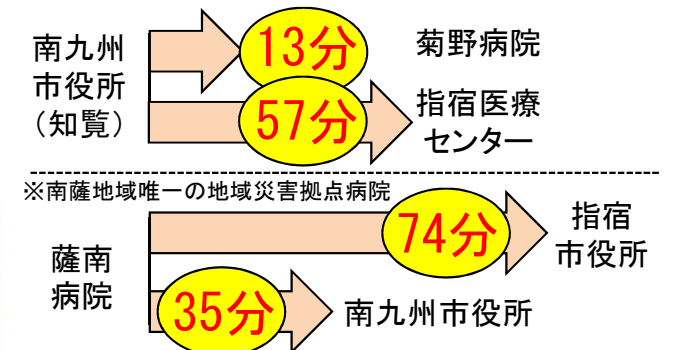 南九州
市役所
（知覧）
13分
菊野病院
57分
指宿医療
センター
※南薩地域唯一の地域災害拠点病院
薩南
病院
74分
指宿
市役所
35分
南九州市役所